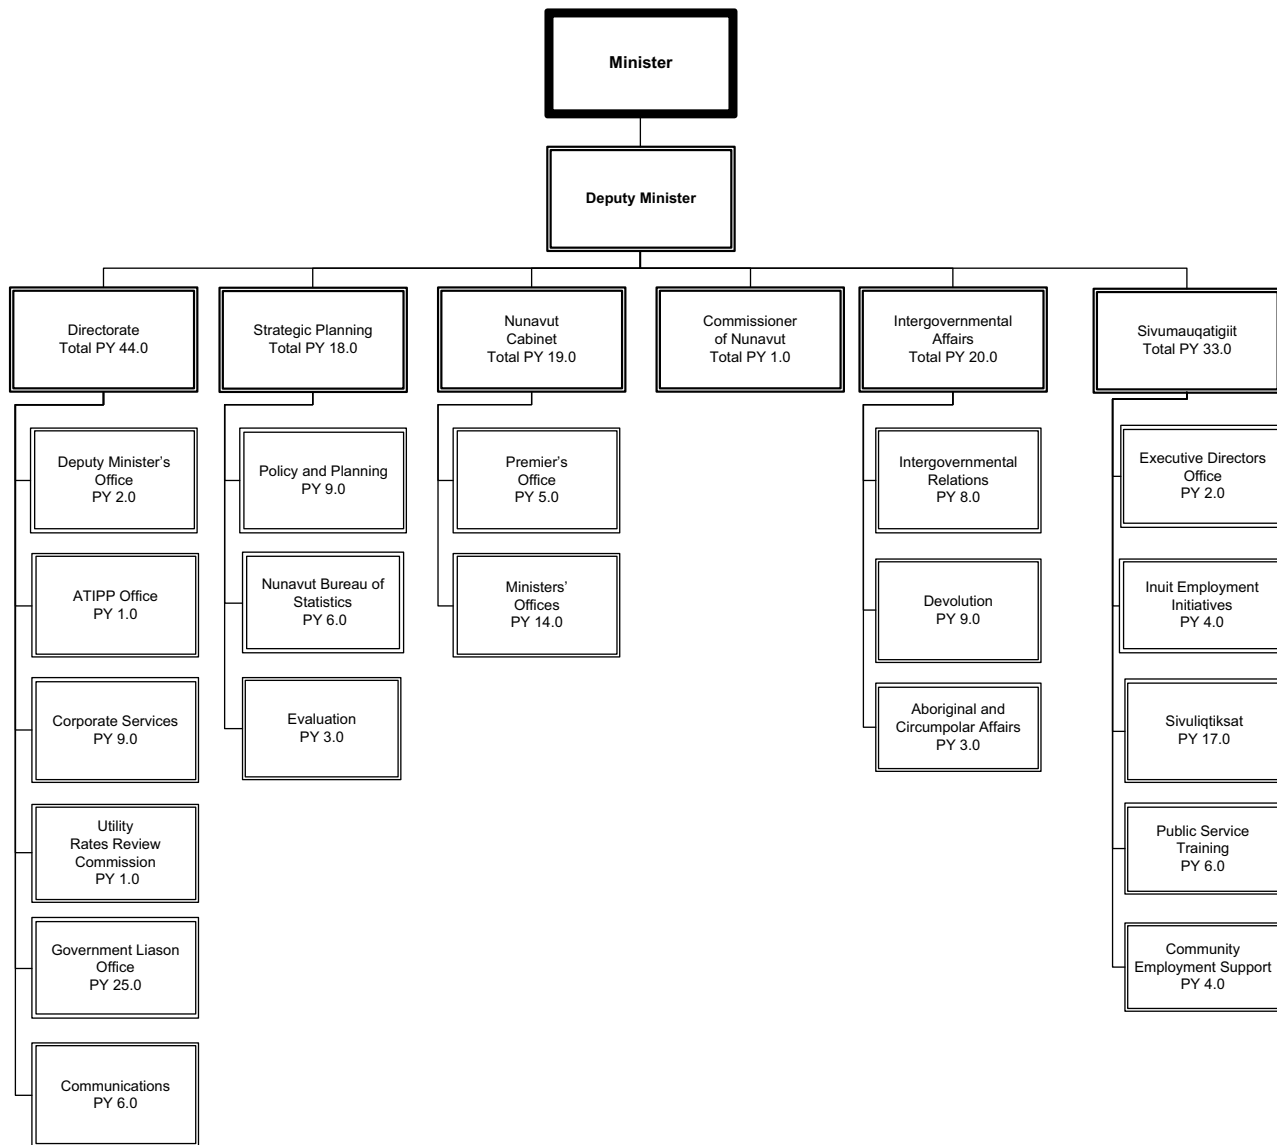 Minister
Deputy Minister
Directorate
Total PY 44.0
Strategic Planning
Total PY 18.0
Nunavut
Cabinet
Total PY 19.0
Commissioner
of Nunavut
Total PY 1.0
Intergovernmental
Affairs
Total PY 20.0
Sivumauqatigiit
Total PY 33.0
Deputy Minister’s
Office
PY 2.0
ATIPP Office
PY 1.0
Corporate Services
PY 9.0
Utility
Rates Review
Commission
PY 1.0
Government Liason
Office
PY 25.0
Communications
PY 6.0
Policy and Planning
PY 9.0
Nunavut Bureau of
Statistics
PY 6.0
Evaluation
PY 3.0
Premier’s
Office
PY 5.0
Ministers’
Offices
PY 14.0
Intergovernmental
Relations
PY 8.0
Devolution
PY 9.0
Aboriginal and
Circumpolar Affairs
PY 3.0
Executive Directors
Office
PY 2.0
Inuit Employment
Initiatives
PY 4.0
Sivuliqtiksat
PY 17.0
Public Service
Training
PY 6.0
Community
Employment Support
PY 4.0